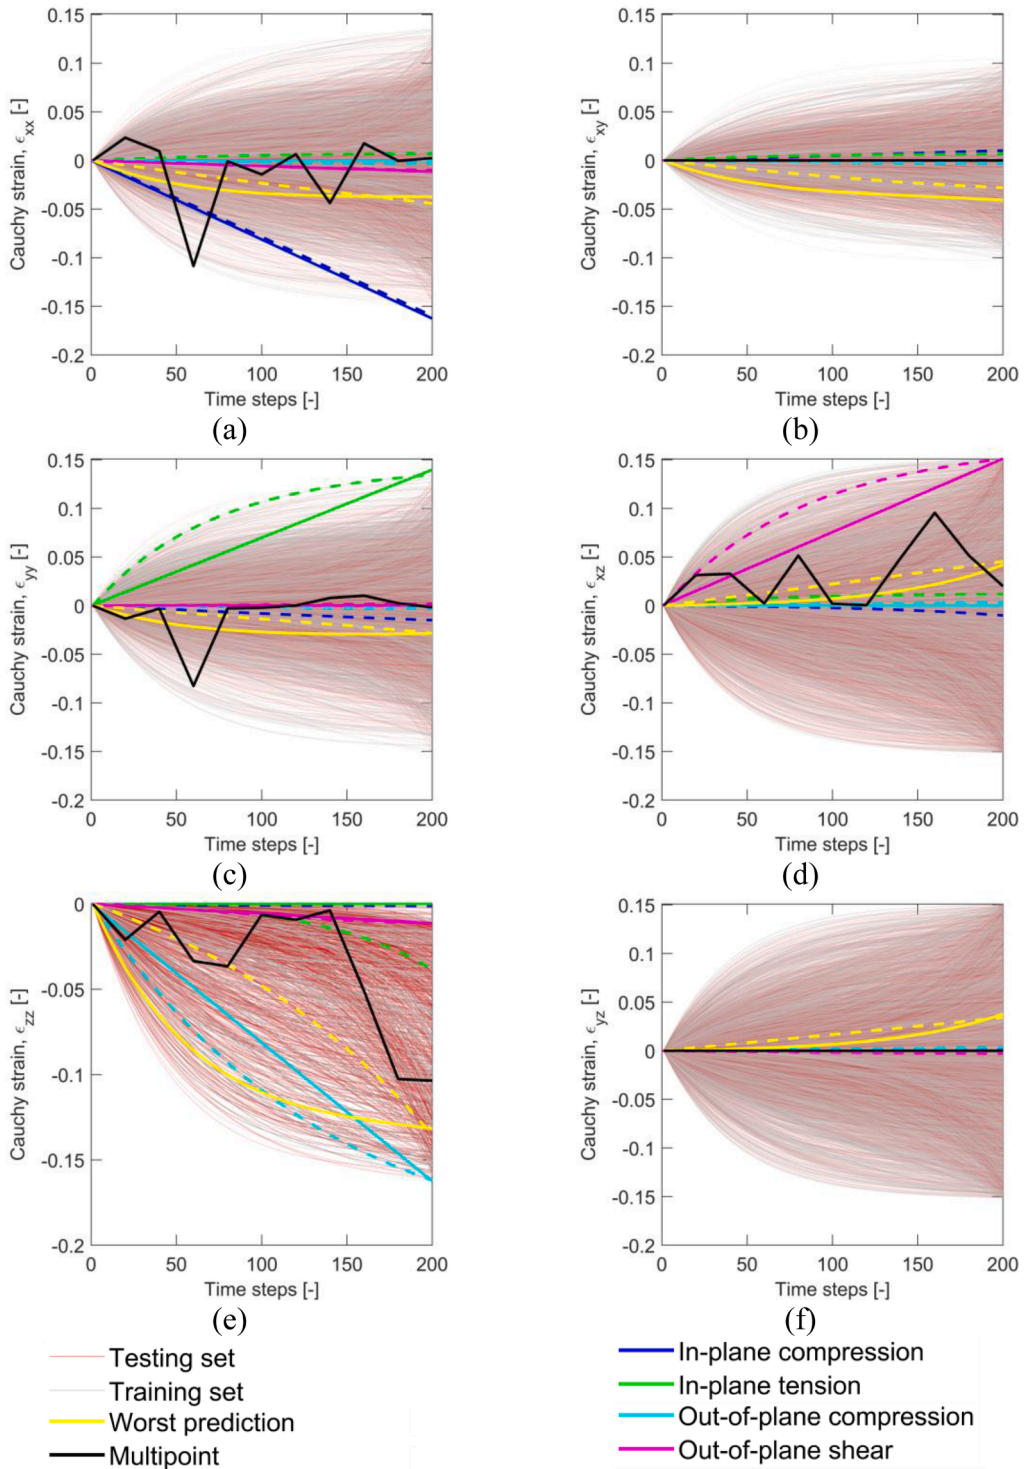 0.15
0.1
0.05
0
-0.05
-0.1
-0.15
-0.2
Cauchy strain, ϵxx [-]
0 50 100 150 200
Time steps [-]
(a)
0.15
0.1
0.05
0
-0.05
-0.1
-0.15
-0.2
Cauchy strain, ϵxy [-]
0 50 100 150 200
Time steps [-]
(b)
0.15
0.1
0.05
0
-0.05
-0.1
-0.15
-0.2
Cauchy strain, ϵyy [-]
0 50 100 150 200
Time steps [-]
(c)
0.15
0.1
0.05
0
-0.05
-0.1
-0.15
-0.2
Cauchy strain, ϵxz [-]
0 50 100 150 200
Time steps [-]
(d)
0
-0.05
-0.1
-0.15
-0.2
Cauchy strain, ϵzz [-]
0 50 100 150 200
Time steps [-]
(e)
0.15
0.1
0.05
0
-0.05
-0.1
-0.15
-0.2
Cauchy strain, ϵyz [-]
0 50 100 150 200
Time steps [-]
(f)
Testing set
Training set
Worst prediction
Multipoint
In-plane compression
In-plane tension
Out-of-plane compression
Out-of-plane shear